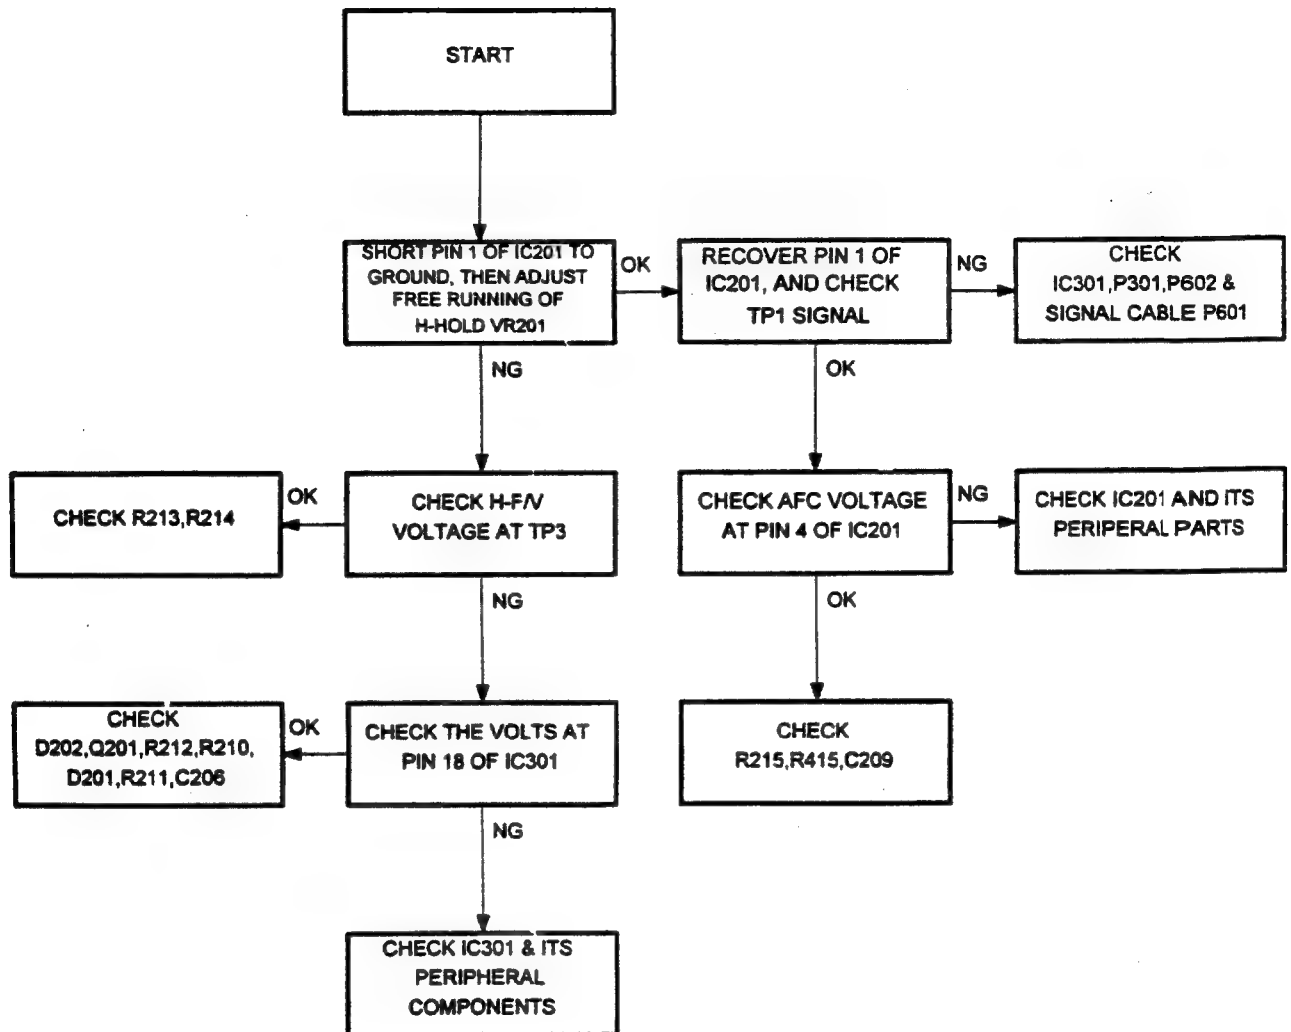 START
SHORT PIN 1 OF IC201 TO
GROUND, THEN ADJUST
FREE RUNNING OF
H-HOLD VR201
OK
RECOVER PIN 1 OF
IC201, AND CHECK
TP1 SIGNAL
NG
CHECK
IC301,P301,P602 &
SIGNAL CABLE P601
NG
OK
CHECK R213,R214
OK
CHECK H-F/V
VOLTAGE AT TP3
CHECK AFC VOLTAGE
AT PIN 4 OF IC201
NG
CHECK IC201 AND ITS
PERIPERAL PARTS
NG
OK
CHECK
D202,Q201,R212,R210,
D201,R211,C206
OK
CHECK THE VOLTS AT
PIN 18 OF IC301
CHECK
R215,R415,C209
NG
CHECK IC301 & ITS
PERIPHERAL
COMPONENTS